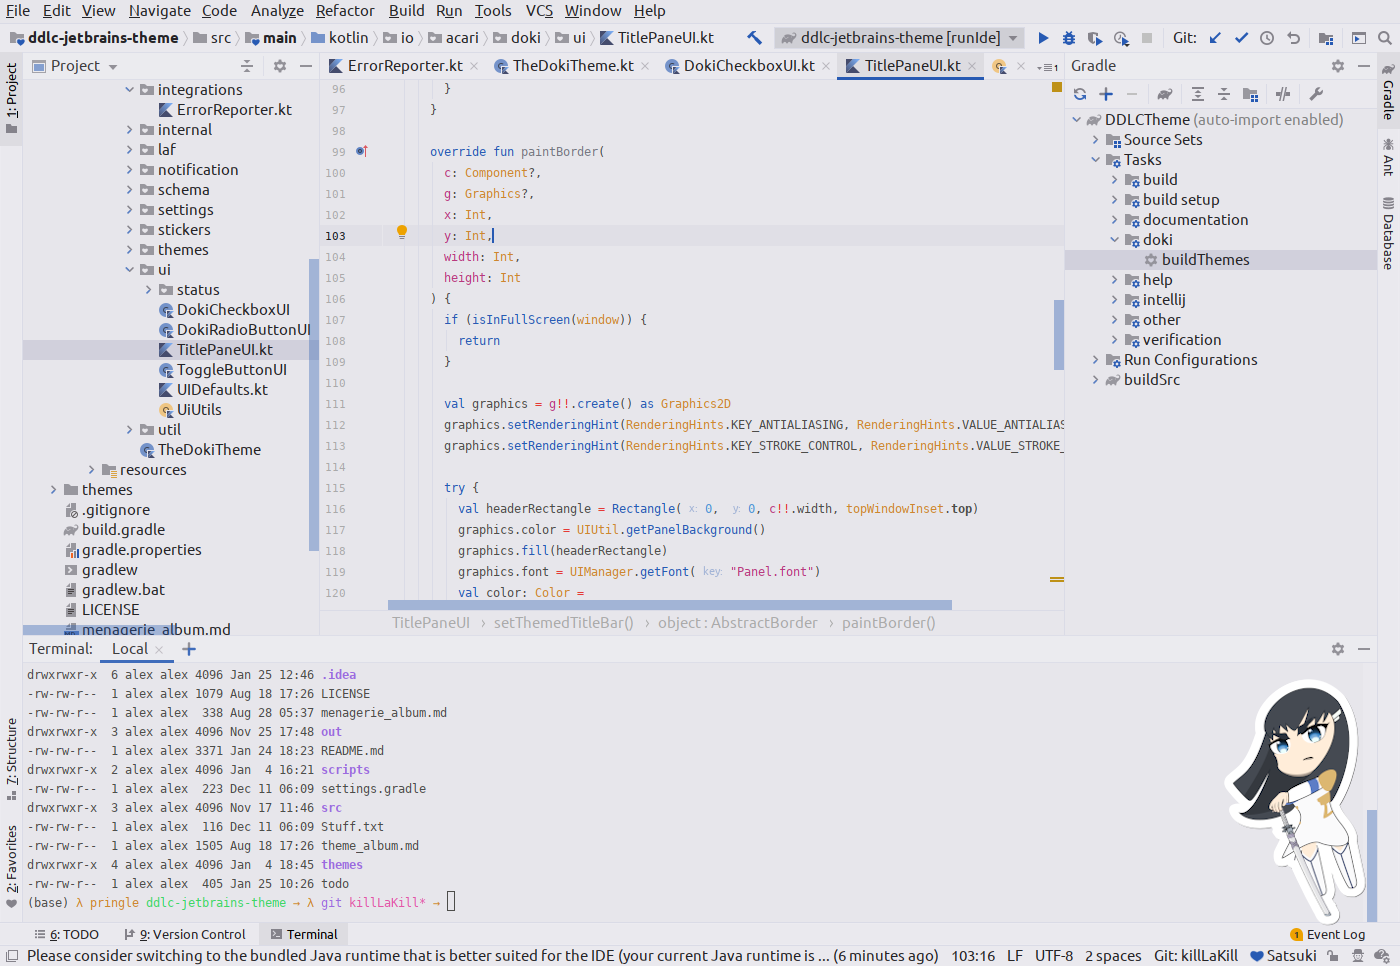 File Edit View Navigate Code Analyze Refactor Build Run Tools VCS Window Help
ddlc-jetbrains-theme src main kotlin io acari doki ui TitlePaneUI.kt ddlc-jetbrains-theme [runIde] Git:
1: Project
7: Structure
2: Favorites
Project
integrations
ErrorReporter.kt
internal
laf
notification
schema
settings
stickers
themes
ui
status
DokiCheckboxUI
DokiRadioButtonUI
TitlePaneUI.kt
ToggleButtonUI
UIDefaults.kt
UiUtils
util
TheDokiTheme
resources
themes
.gitignore
build.gradle
gradle.properties
gradlew
gradlew.bat
LICENSE
menagerie_album.md
ErrorReporter.kt TheDokiTheme.kt DokiCheckboxUI.kt TitlePaneUI.kt 1
96 }
97 }
98
99 override fun paintBorder(
100 c: Component?,
101 g: Graphics?,
102 x: Int,
103 y: Int,
104 width: Int,
105 height: Int
106 ) {
107 if (isInFullScreen(window)) {
108 return
109 }
110
111 val graphics = g!!.create() as Graphics2D
112 graphics.setRenderingHint(RenderingHints.KEY_ANTIALIASING, RenderingHints.VALUE_ANTIALIAS
113 graphics.setRenderingHint(RenderingHints.KEY_STROKE_CONTROL, RenderingHints.VALUE_STROKE_
114
115 try {
116 val headerRectangle = Rectangle( x: 0, y: 0, c!!.width, topWindowInset.top)
117 graphics.color = UIUtil.getPanelBackground()
118 graphics.fill(headerRectangle)
119 graphics.font = UIManager.getFont( key: "Panel.font")
120 val color: Color =
TitlePaneUI › setThemedTitleBar() › object : AbstractBorder › paintBorder()
Gradle
DDLCTheme (auto-import enabled)
Source Sets
Tasks
build
build setup
documentation
doki
buildThemes
help
intellij
other
verification
Run Configurations
buildSrc
Gradle
Ant
Database
Terminal: Local
drwxrwxr-x 6 alex alex 4096 Jan 25 12:46 .idea
-rw-rw-r-- 1 alex alex 1079 Aug 18 17:26 LICENSE
-rw-rw-r-- 1 alex alex 338 Aug 28 05:37 menagerie_album.md
drwxrwxr-x 3 alex alex 4096 Nov 25 17:48 out
-rw-rw-r-- 1 alex alex 3371 Jan 24 18:23 README.md
drwxrwxr-x 2 alex alex 4096 Jan 4 16:21 scripts
-rw-rw-r-- 1 alex alex 223 Dec 11 06:09 settings.gradle
drwxrwxr-x 3 alex alex 4096 Nov 17 11:46 src
-rw-rw-r-- 1 alex alex 116 Dec 11 06:09 Stuff.txt
-rw-rw-r-- 1 alex alex 1505 Aug 18 17:26 theme_album.md
drwxrwxr-x 4 alex alex 4096 Jan 4 18:45 themes
-rw-rw-r-- 1 alex alex 405 Jan 25 10:26 todo
(base) λ pringle ddlc-jetbrains-theme → λ git killLaKill* →
6: TODO 9: Version Control Terminal 1 Event Log
Please consider switching to the bundled Java runtime that is better suited for the IDE (your current Java runtime is ... (6 minutes ago) 103:16 LF UTF-8 2 spaces Git: killLaKill Satsuki